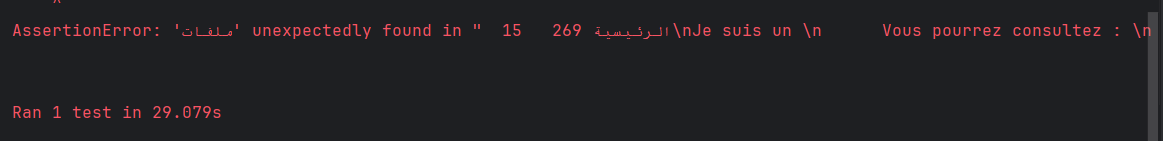 AssertionError: 'ملفات' unexpectedly found in "  15   269 الرئيسية\nJe suis un \n      Vous pourrez consultez : \n
Ran 1 test in 29.079s